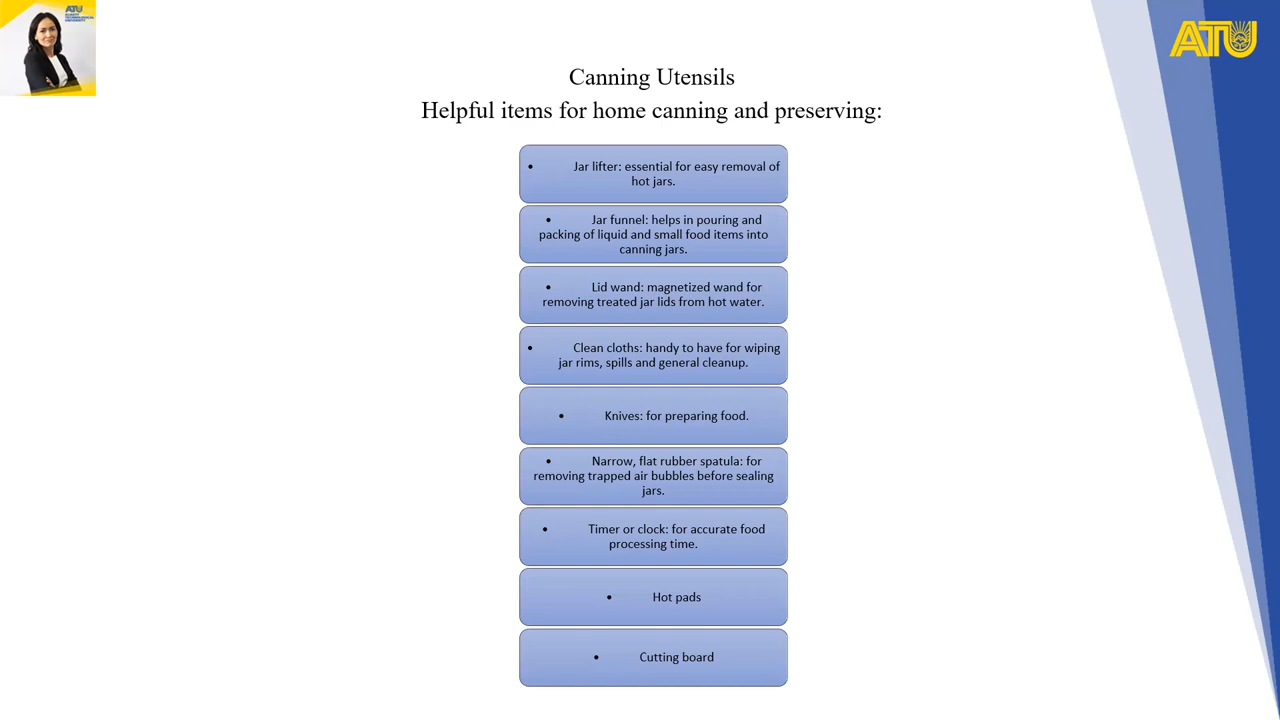 ATU
ALMATY
TECHNOLOGICAL
UNIVERSITY
ATU
Canning Utensils
Helpful items for home canning and preserving:
• Jar lifter: essential for easy removal of
hot jars.
• Jar funnel: helps in pouring and
packing of liquid and small food items into
canning jars.
• Lid wand: magnetized wand for
removing treated jar lids from hot water.
• Clean cloths: handy to have for wiping
jar rims, spills and general cleanup.
• Knives: for preparing food.
• Narrow, flat rubber spatula: for
removing trapped air bubbles before sealing
jars.
• Timer or clock: for accurate food
processing time.
• Hot pads
• Cutting board